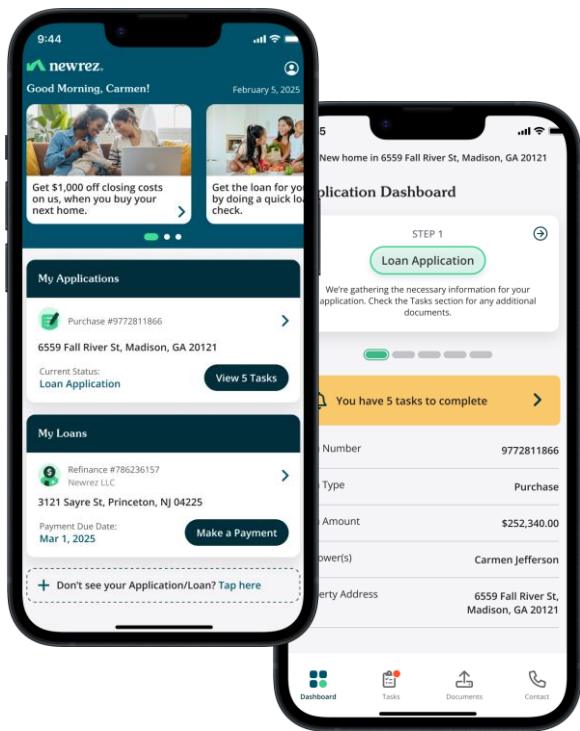 9:44
newrez.
Good Morning, Carmen!
February 5, 2025
Get $1,000 off closing costs
on us, when you buy your
next home.
Get the loan for yo
by doing a quick lo
check.
My Applications
Purchase #9772811866
6559 Fall River St, Madison, GA 20121
Current Status:
Loan Application
View 5 Tasks
My Loans
Refinance #786236157
Newrez LLC
3121 Sayre St, Princeton, NJ 04225
Payment Due Date:
Mar 1, 2025
Make a Payment
+ Don't see your Application/Loan? Tap here
5
New home in 6559 Fall River St, Madison, GA 20121
plication Dashboard
STEP 1
Loan Application
We're gathering the necessary information for your
application. Check the Tasks section for any additional
documents.
You have 5 tasks to complete
Number
9772811866
Type
Purchase
Amount
$252,340.00
ower(s)
Carmen Jefferson
erty Address
6559 Fall River St,
Madison, GA 20121
Dashboard
Tasks
Documents
Contact